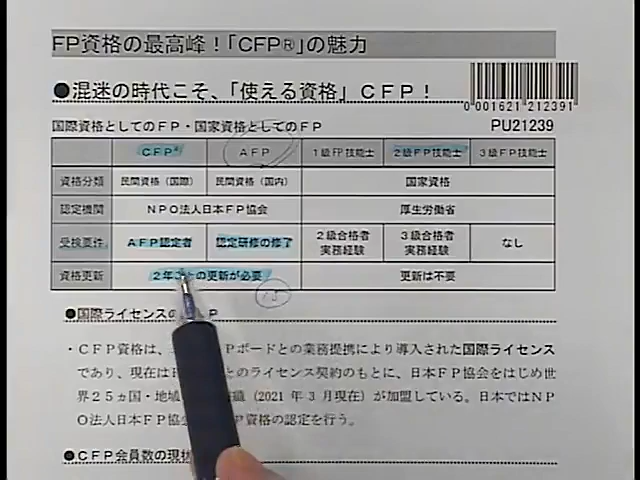 FP資格の最高峰！「CFP®」の魅力
●混迷の時代こそ、「使える資格」ＣＦＰ！
0 001621 212391
国際資格としてのＦＰ・国家資格としてのＦＰ
PU21239
ＣＦＰ® ＡＦＰ １級FP技能士 ２級ＦＰ技能士 ３級ＦＰ技能士
資格分類 民間資格（国際） 民間資格（国内） 国家資格
認定機関 ＮＰＯ法人日本ＦＰ協会 厚生労働省
受検要件 ＡＦＰ認定者 認定研修の修了 ２級合格者 実務経験 ３級合格者 実務経験 なし
資格更新 ２年 との更新が必要 更新は不要
15
●国際ライセンスの Ｐ
・ＣＦＰ資格は、 Ｐボードとの業務提携により導入された国際ライセンス
であり、現在は とのライセンス契約のもとに、日本ＦＰ協会をはじめ世
界２５ヵ国・地域 織（2021 年 3 月現在）が加盟している。日本ではＮＰ
Ｏ法人日本ＦＰ協 Ｐ資格の認定を行う。
●ＣＦＰ会員数の現